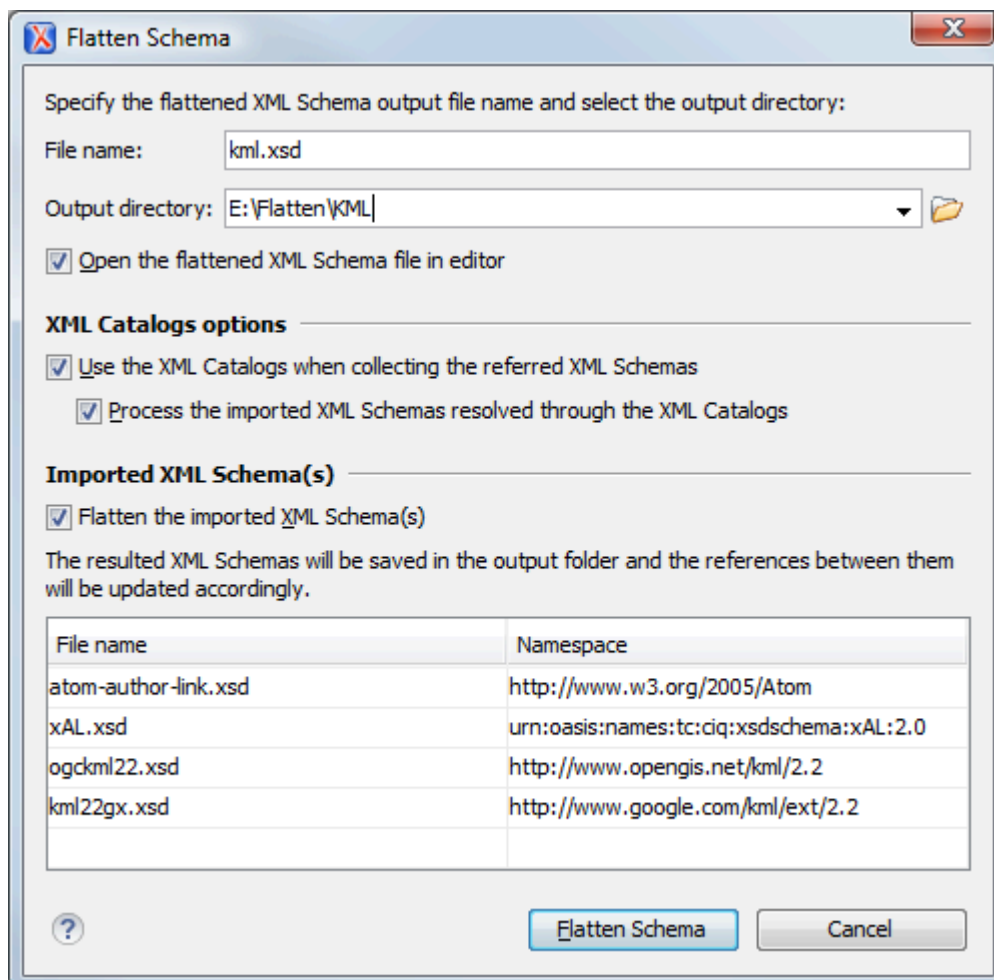 Flatten Schema
Specify the flattened XML Schema output file name and select the output directory:
File name: kml.xsd
Output directory: E:\Flatten\KML
Open the flattened XML Schema file in editor
XML Catalogs options
Use the XML Catalogs when collecting the referred XML Schemas
Process the imported XML Schemas resolved through the XML Catalogs
Imported XML Schema(s)
Flatten the imported XML Schema(s)
The resulted XML Schemas will be saved in the output folder and the references between them
will be updated accordingly.
File name Namespace
atom-author-link.xsd http://www.w3.org/2005/Atom
xAL.xsd urn:oasis:names:tc:ciq:xsdschema:xAL:2.0
ogckml22.xsd http://www.opengis.net/kml/2.2
kml22gx.xsd http://www.google.com/kml/ext/2.2
? Flatten Schema Cancel